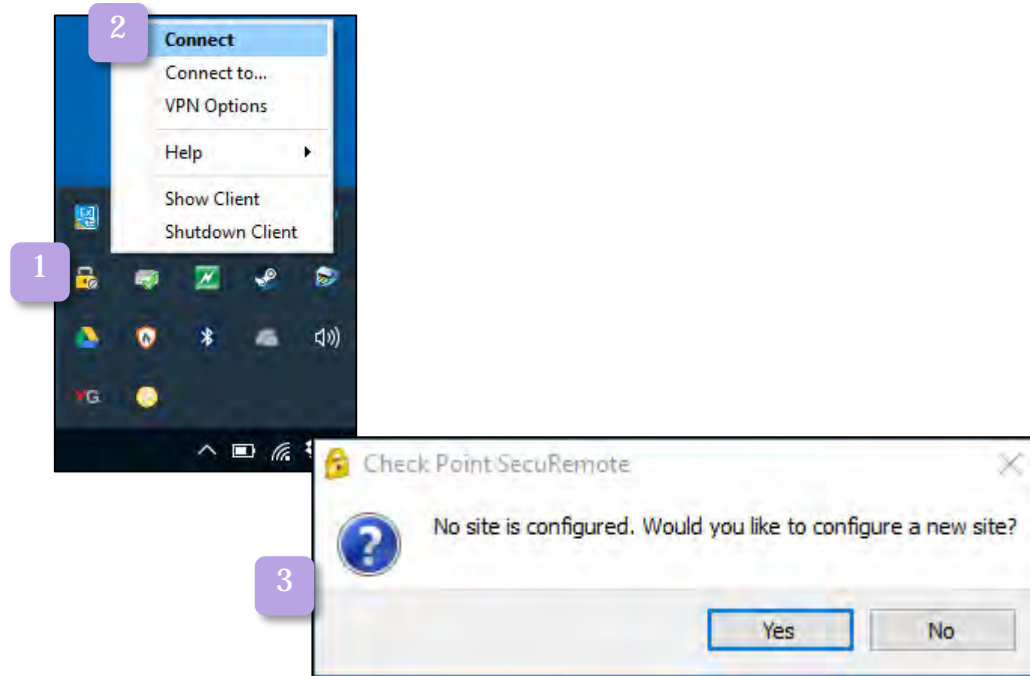 2
Connect
Connect to...
VPN Options
Help
Show Client
Shutdown Client
1
YG
Check Point SecuRemote
No site is configured. Would you like to configure a new site?
3
Yes
No